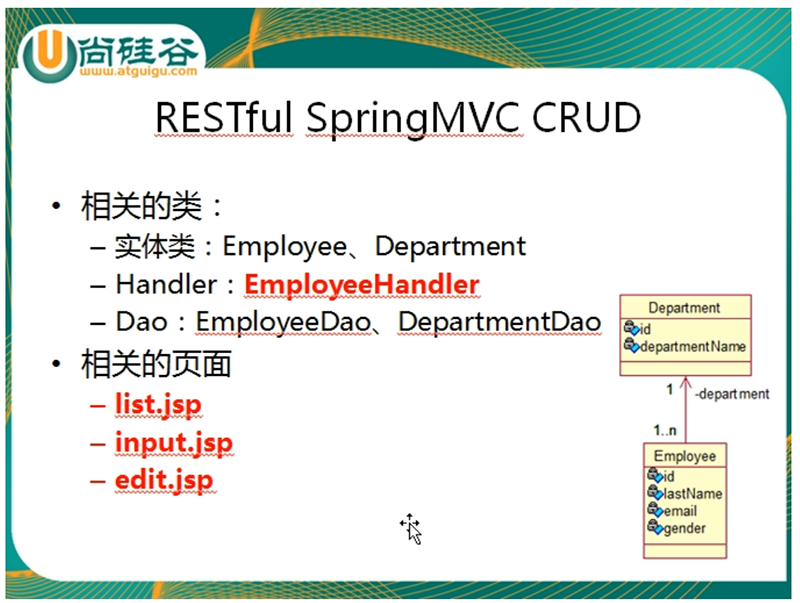 尚硅谷
www.atguigu.com
RESTful SpringMVC CRUD
• 相关的类：
– 实体类：Employee、Department
– Handler：EmployeeHandler
– Dao：EmployeeDao、DepartmentDao
• 相关的页面
– list.jsp
– input.jsp
– edit.jsp
Department
id
departmentName
1
-department
1..n
Employee
id
lastName
email
gender